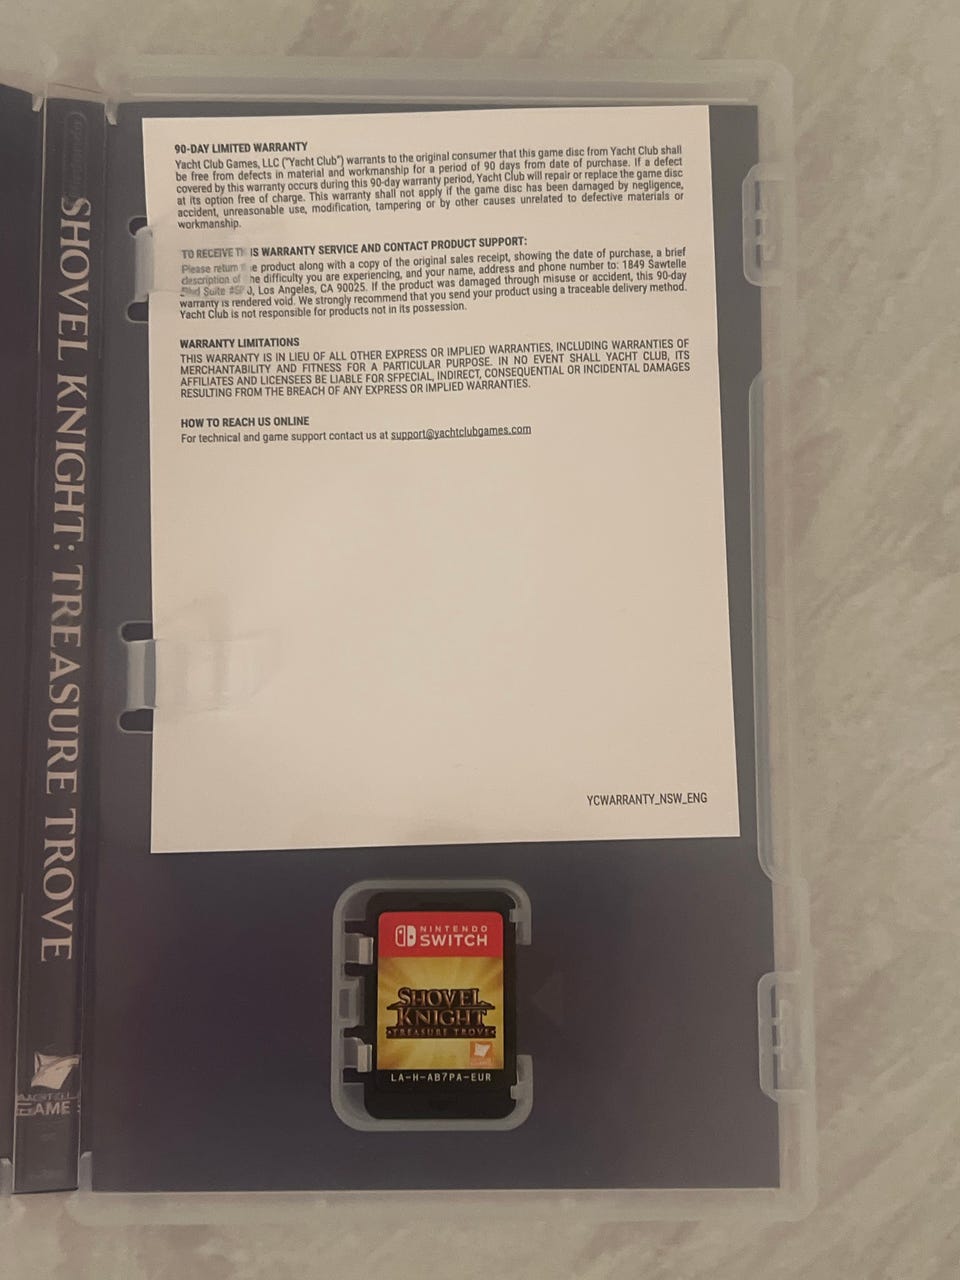 90-DAY LIMITED WARRANTY
Yacht Club Games, LLC ("Yacht Club") warrants to the original consumer that this game disc from Yacht Club shall
be free from defects in material and workmanship for a period of 90 days from date of purchase. If a defect
covered by this warranty occurs during this 90-day warranty period, Yacht Club will repair or replace the game disc
at its option free of charge. This warranty shall not apply if the game disc has been damaged by negligence,
accident, unreasonable use, modification, tampering or by other causes unrelated to defective materials or
workmanship.
TO RECEIVE THIS WARRANTY SERVICE AND CONTACT PRODUCT SUPPORT:
Please return the product along with a copy of the original sales receipt, showing the date of purchase, a brief
description of the difficulty you are experiencing, and your name, address and phone number to: 1849 Sawtelle
Blvd Suite Los Angeles, CA 90025. If the product was damaged through misuse or accident, this 90-day
warranty is rendered void. We strongly recommend that you send your product using a traceable delivery method.
Yacht Club is not responsible for products not in its possession.
WARRANTY LIMITATIONS
THIS WARRANTY IS IN LIEU OF ALL OTHER EXPRESS OR IMPLIED WARRANTIES, INCLUDING WARRANTIES OF
MERCHANTABILITY AND FITNESS FOR A PARTICULAR PURPOSE. IN NO EVENT SHALL YACHT CLUB, ITS
AFFILIATES AND LICENSEES BE LIABLE FOR SFPECIAL, INDIRECT, CONSEQUENTIAL OR INCIDENTAL DAMAGES
RESULTING FROM THE BREACH OF ANY EXPRESS OR IMPLIED WARRANTIES.
HOW TO REACH US ONLINE
For technical and game support contact us at support@yachtclubgames.com
YCWARRANTY_NSW_ENG
SHOVEL KNIGHT: TREASURE TROVE
GAMES
NINTENDO
SWITCH
SHOVEL
KNIGHT
TREASURE TROVE
LA-H-AB7PA-EUR